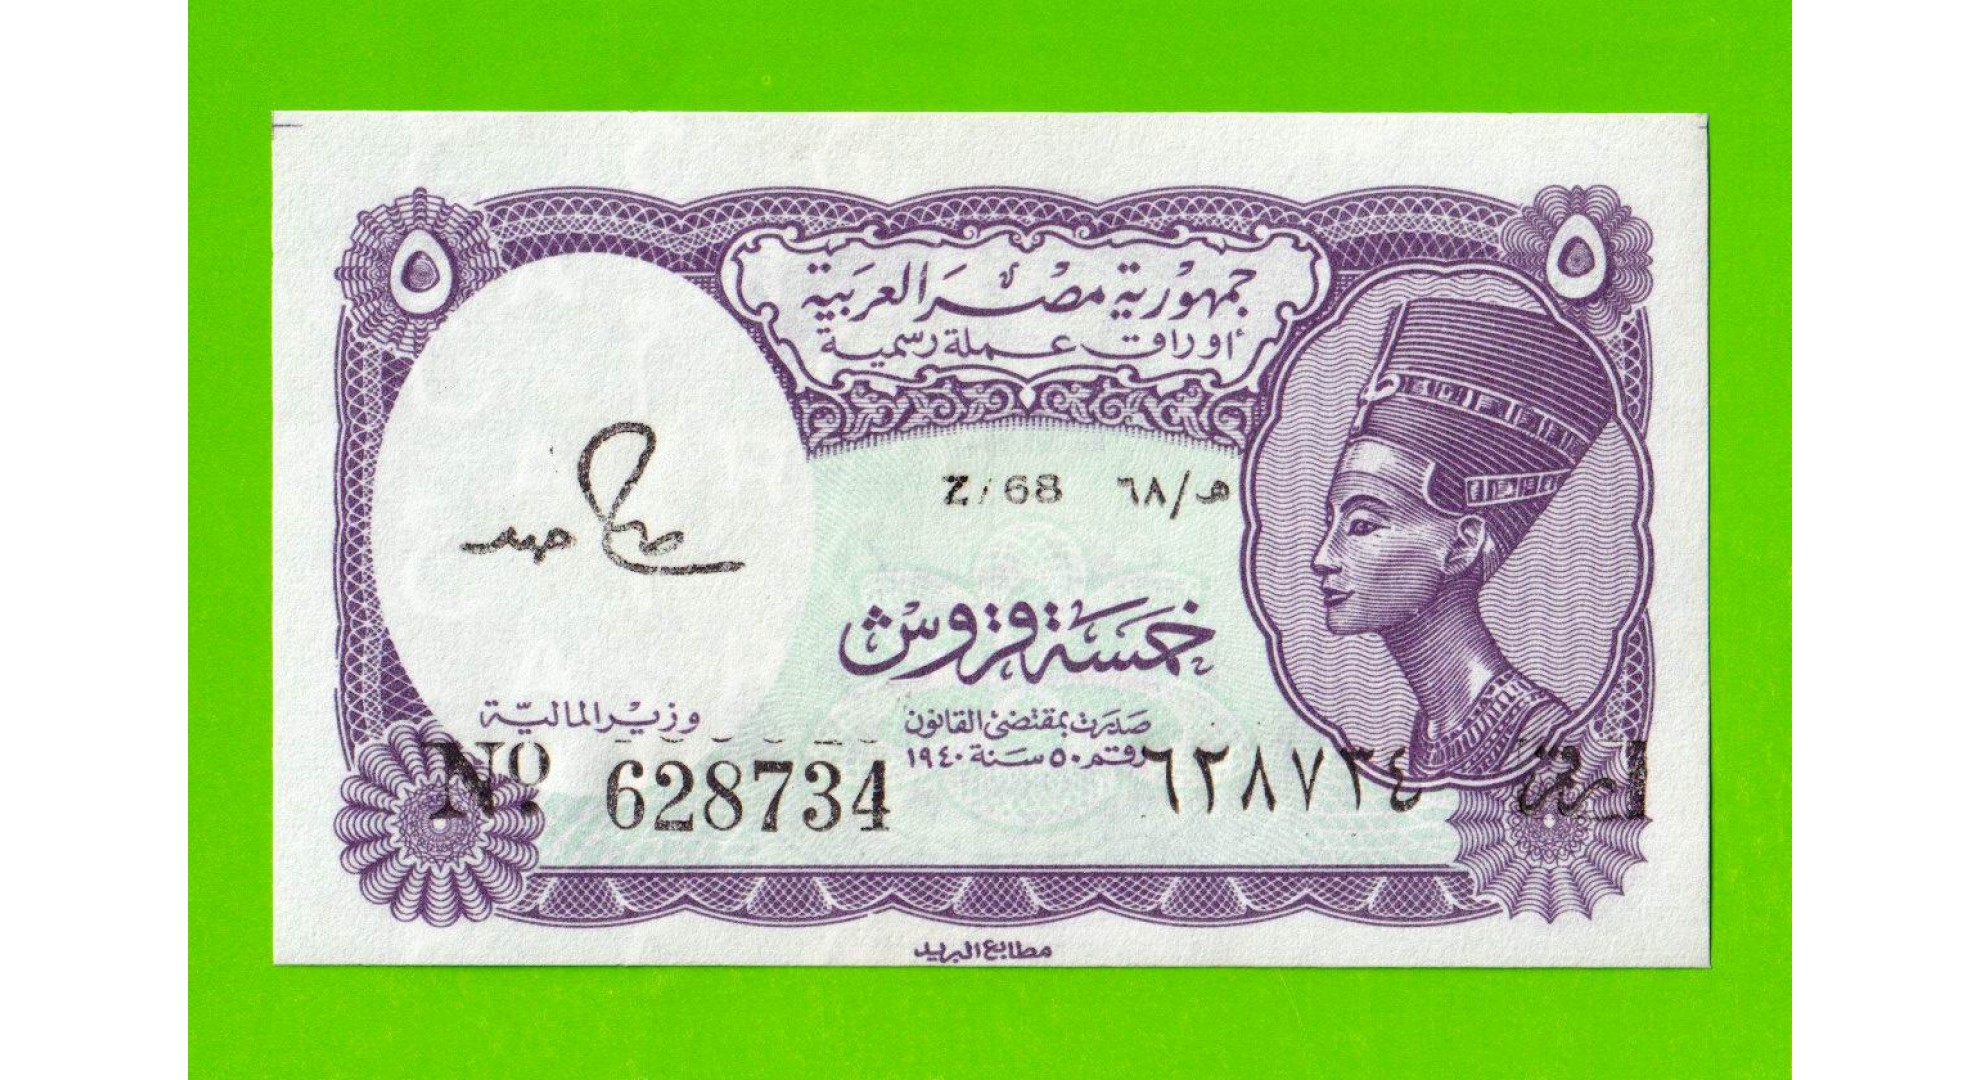 ٥ ٥
جمهورية مصر العربية
أوراق عملة رسمية
Z/68 ٦٨/هـ
خمسة قروش
وزير المالية
صدرت بمقتضى القانون
رقم ٥٠ سنة ١٩٤٠
No 628734 ٦٢٨٧٣٤
مطابع البريد